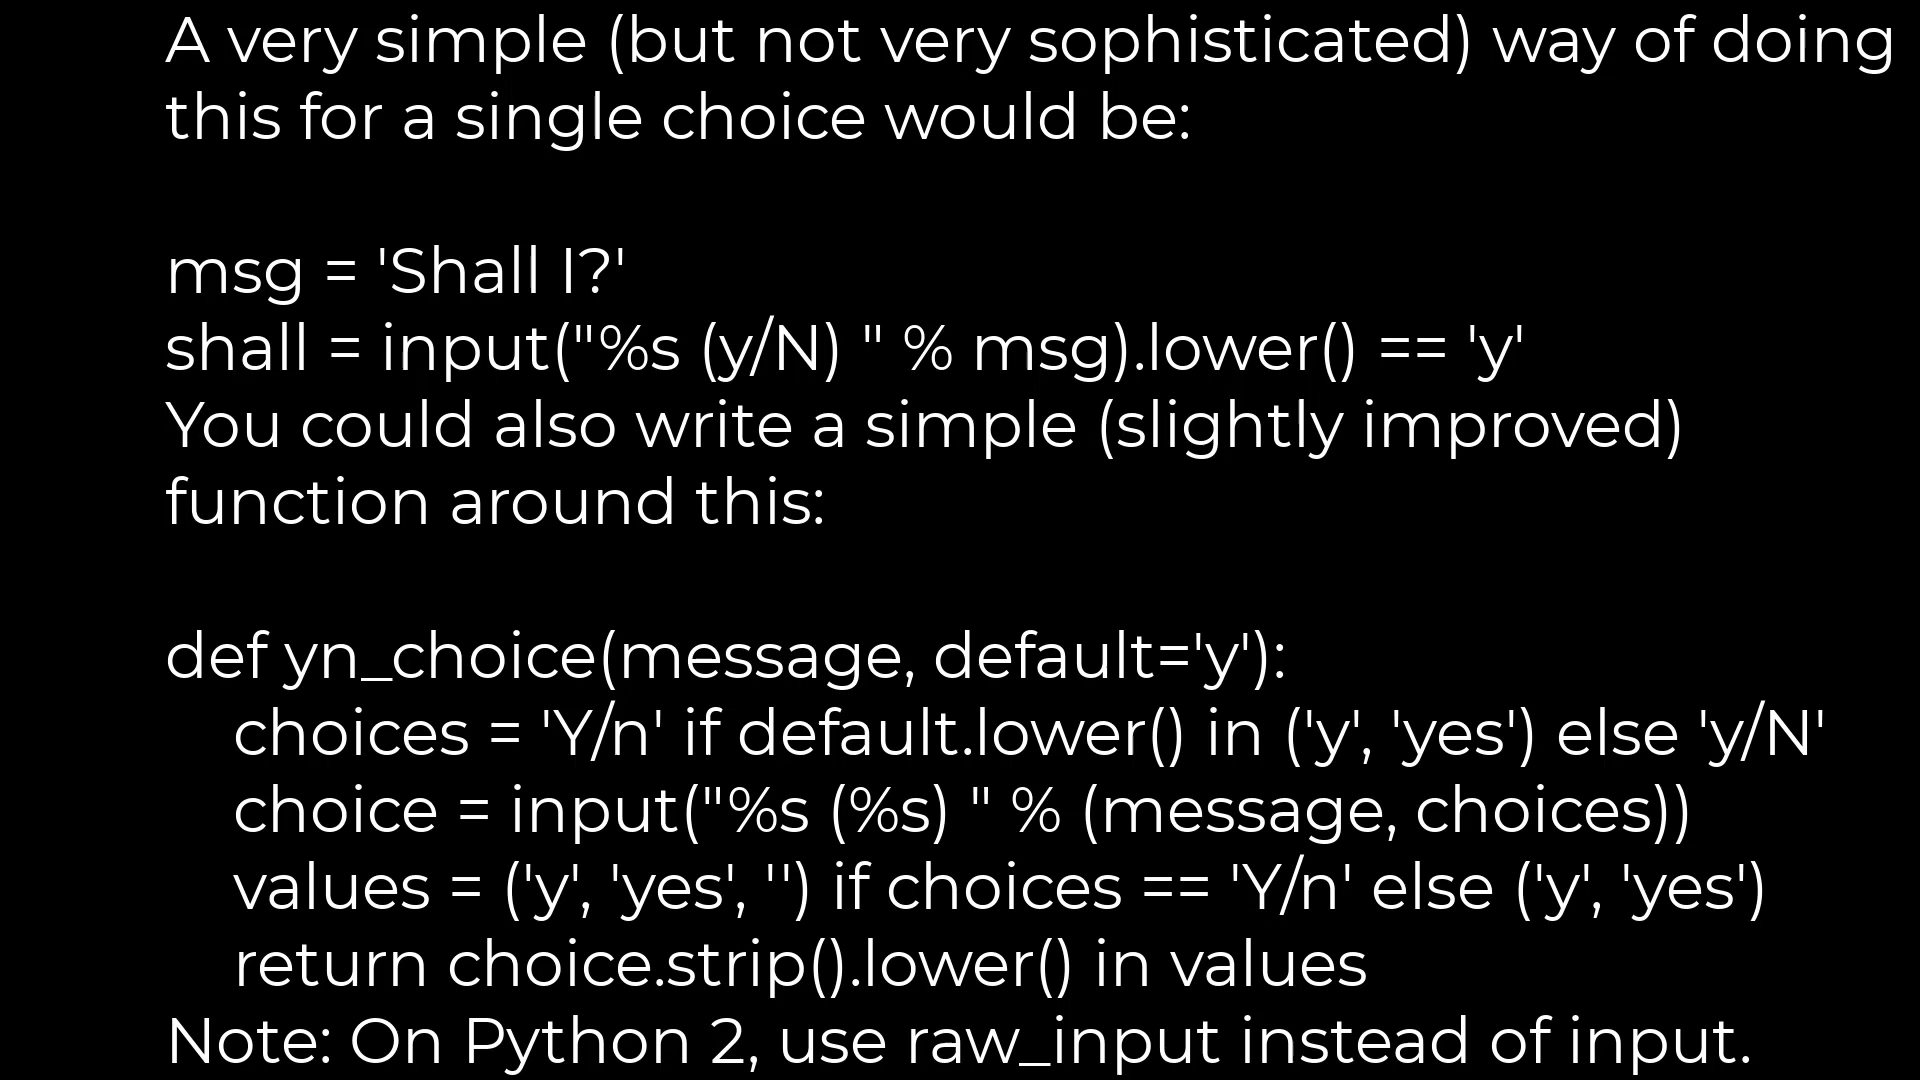 A very simple (but not very sophisticated) way of doing
this for a single choice would be:
msg = 'Shall I?'
shall = input("%s (y/N) " % msg).lower() == 'y'
You could also write a simple (slightly improved)
function around this:
def yn_choice(message, default='y'):
    choices = 'Y/n' if default.lower() in ('y', 'yes') else 'y/N'
    choice = input("%s (%s) " % (message, choices))
    values = ('y', 'yes', '') if choices == 'Y/n' else ('y', 'yes')
    return choice.strip().lower() in values
Note: On Python 2, use raw_input instead of input.